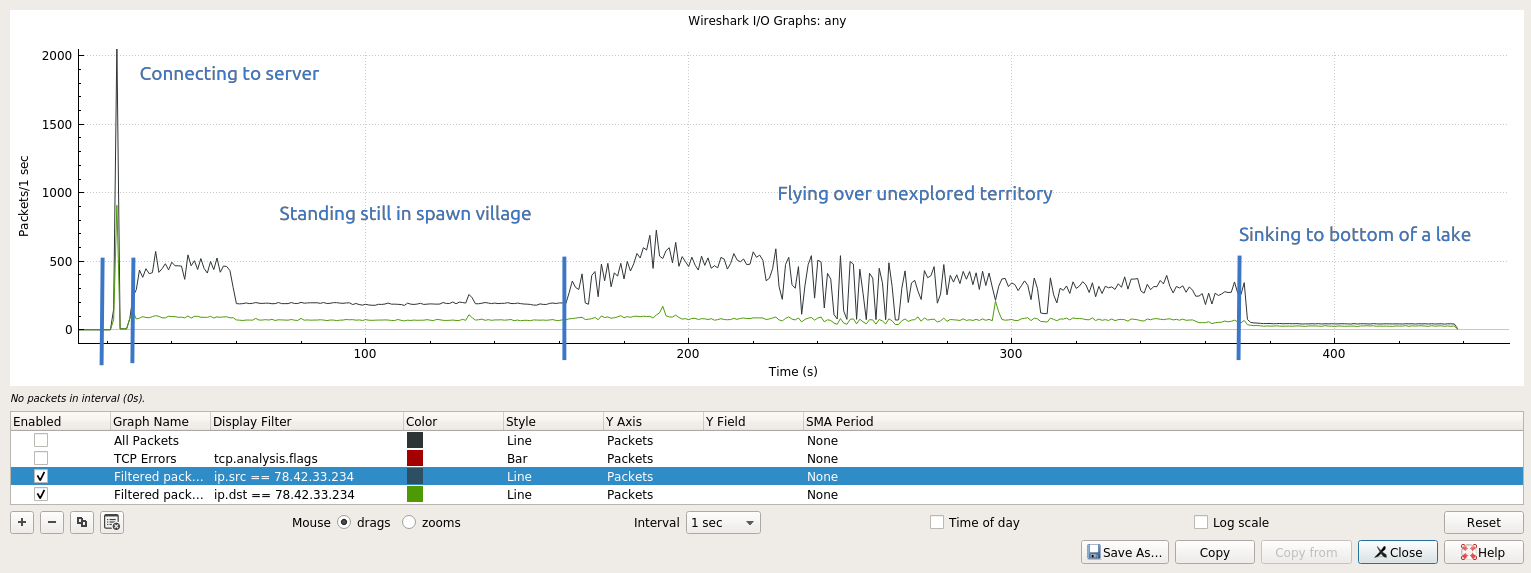 Wireshark I/O Graphs: any
2000
Connecting to server
1500
1000
Flying over unexplored territory
Standing still in spawn village
Sinking to bottom of a lake
500
0
Packets/1 sec
100 200 300 400
Time (s)
No packets in interval (0s).
Enabled Graph Name Display Filter Color Style Y Axis Y Field SMA Period
All Packets Line Packets None
TCP Errors tcp.analysis.flags Bar Packets None
Filtered pack... ip.src == 78.42.33.234 Line Packets None
Filtered pack... ip.dst == 78.42.33.234 Line Packets None
Mouse drags zooms Interval 1 sec Time of day Log scale Reset
Save As... Copy Copy from Close Help